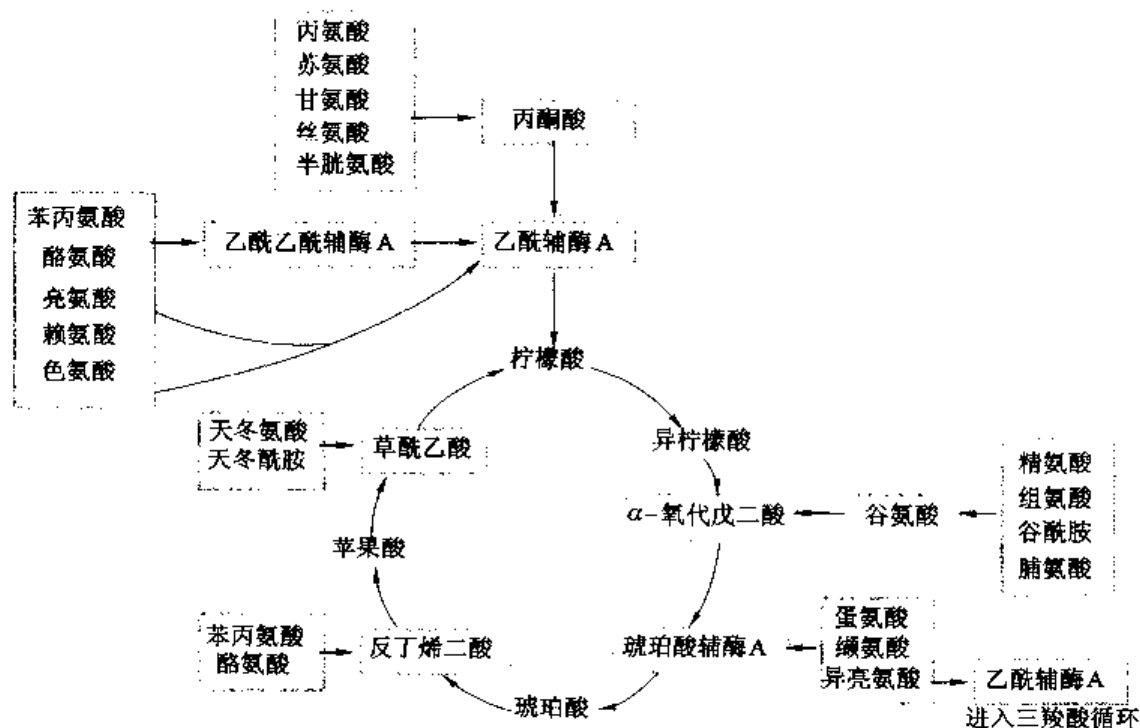 丙氨酸
苏氨酸
甘氨酸
丝氨酸
半胱氨酸
丙酮酸
苯丙氨酸
酪氨酸
亮氨酸
赖氨酸
色氨酸
乙酰乙酰辅酶A
乙酰辅酶A
柠檬酸
异柠檬酸
天冬氨酸
天冬酰胺
草酰乙酸
α-氧代戊二酸
谷氨酸
精氨酸
组氨酸
谷酰胺
脯氨酸
苹果酸
苯丙氨酸
酪氨酸
反丁烯二酸
琥珀酸辅酶A
蛋氨酸
缬氨酸
异亮氨酸
乙酰辅酶A
进入三羧酸循环
琥珀酸